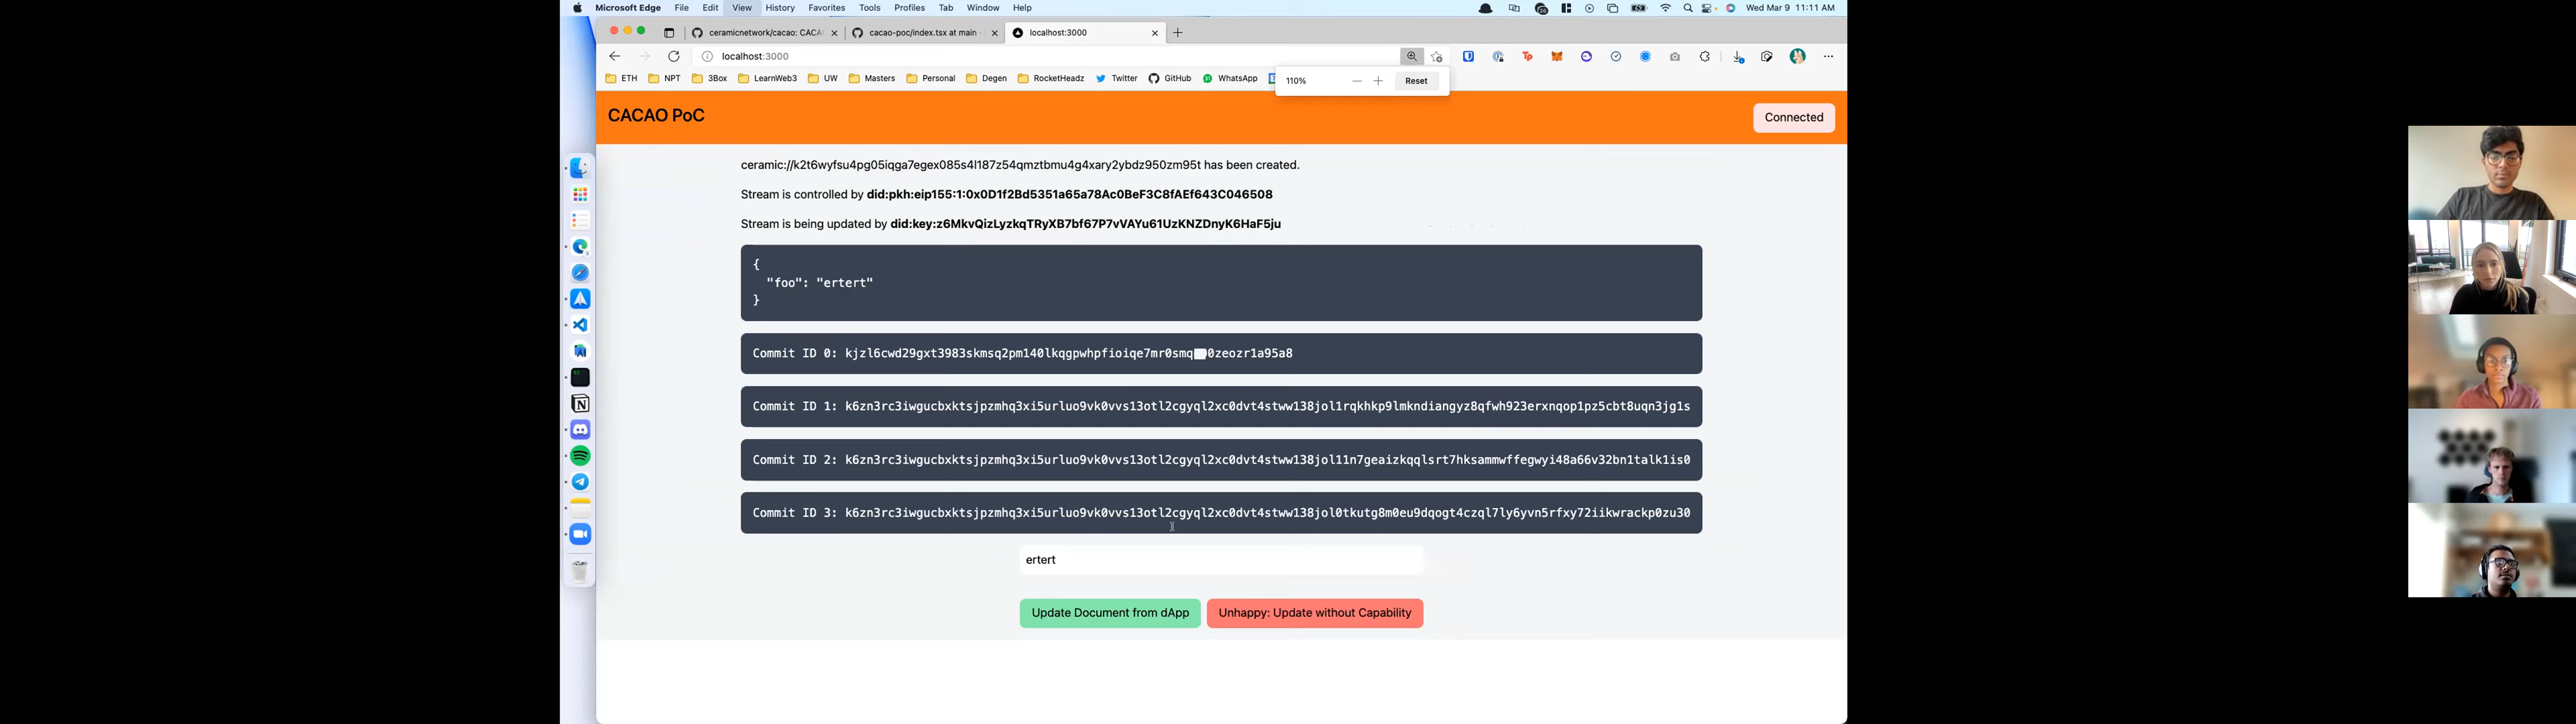 Microsoft Edge File Edit View History Favorites Tools Profiles Tab Window Help Wed Mar 9 11:11 AM
ceramicnetwork/cacao: CACA cacao-poc/index.tsx at main · localhost:3000
localhost:3000
ETH NPT 3Box LearnWeb3 UW Masters Personal Degen RocketHeadz Twitter GitHub WhatsApp
110% Reset
CACAO PoC Connected
ceramic://k2t6wyfsu4pg05iqga7egex085s4l187z54qmztbmu4g4xary2ybdz950zm95t has been created.
Stream is controlled by did:pkh:eip155:1:0x0D1f2Bd5351a65a78Ac0BeF3C8fAEf643C046508
Stream is being updated by did:key:z6MkvQizLyzkqTRyXB7bf67P7vVAYu61UzKNZDnyK6HaF5ju
{
"foo": "ertert"
}
Commit ID 0: kjzl6cwd29gxt3983skmsq2pm140lkqgpwhpfioiqe7mr0smq 0zeozr1a95a8
Commit ID 1: k6zn3rc3iwgucbxktsjpzmhq3xi5urluo9vk0vvs13otl2cgyql2xc0dvt4stww138jol1rqkhkp9lmkndiangyz8qfwh923erxnqop1pz5cbt8uqn3jg1s
Commit ID 2: k6zn3rc3iwgucbxktsjpzmhq3xi5urluo9vk0vvs13otl2cgyql2xc0dvt4stww138jol11n7geaizkqqlsrt7hksammwffegwyi48a66v32bn1talk1is0
Commit ID 3: k6zn3rc3iwgucbxktsjpzmhq3xi5urluo9vk0vvs13otl2cgyql2xc0dvt4stww138jol0tkutg8m0eu9dqogt4czql7ly6yvn5rfxy72iikwrackp0zu30
ertert
Update Document from dApp Unhappy: Update without Capability